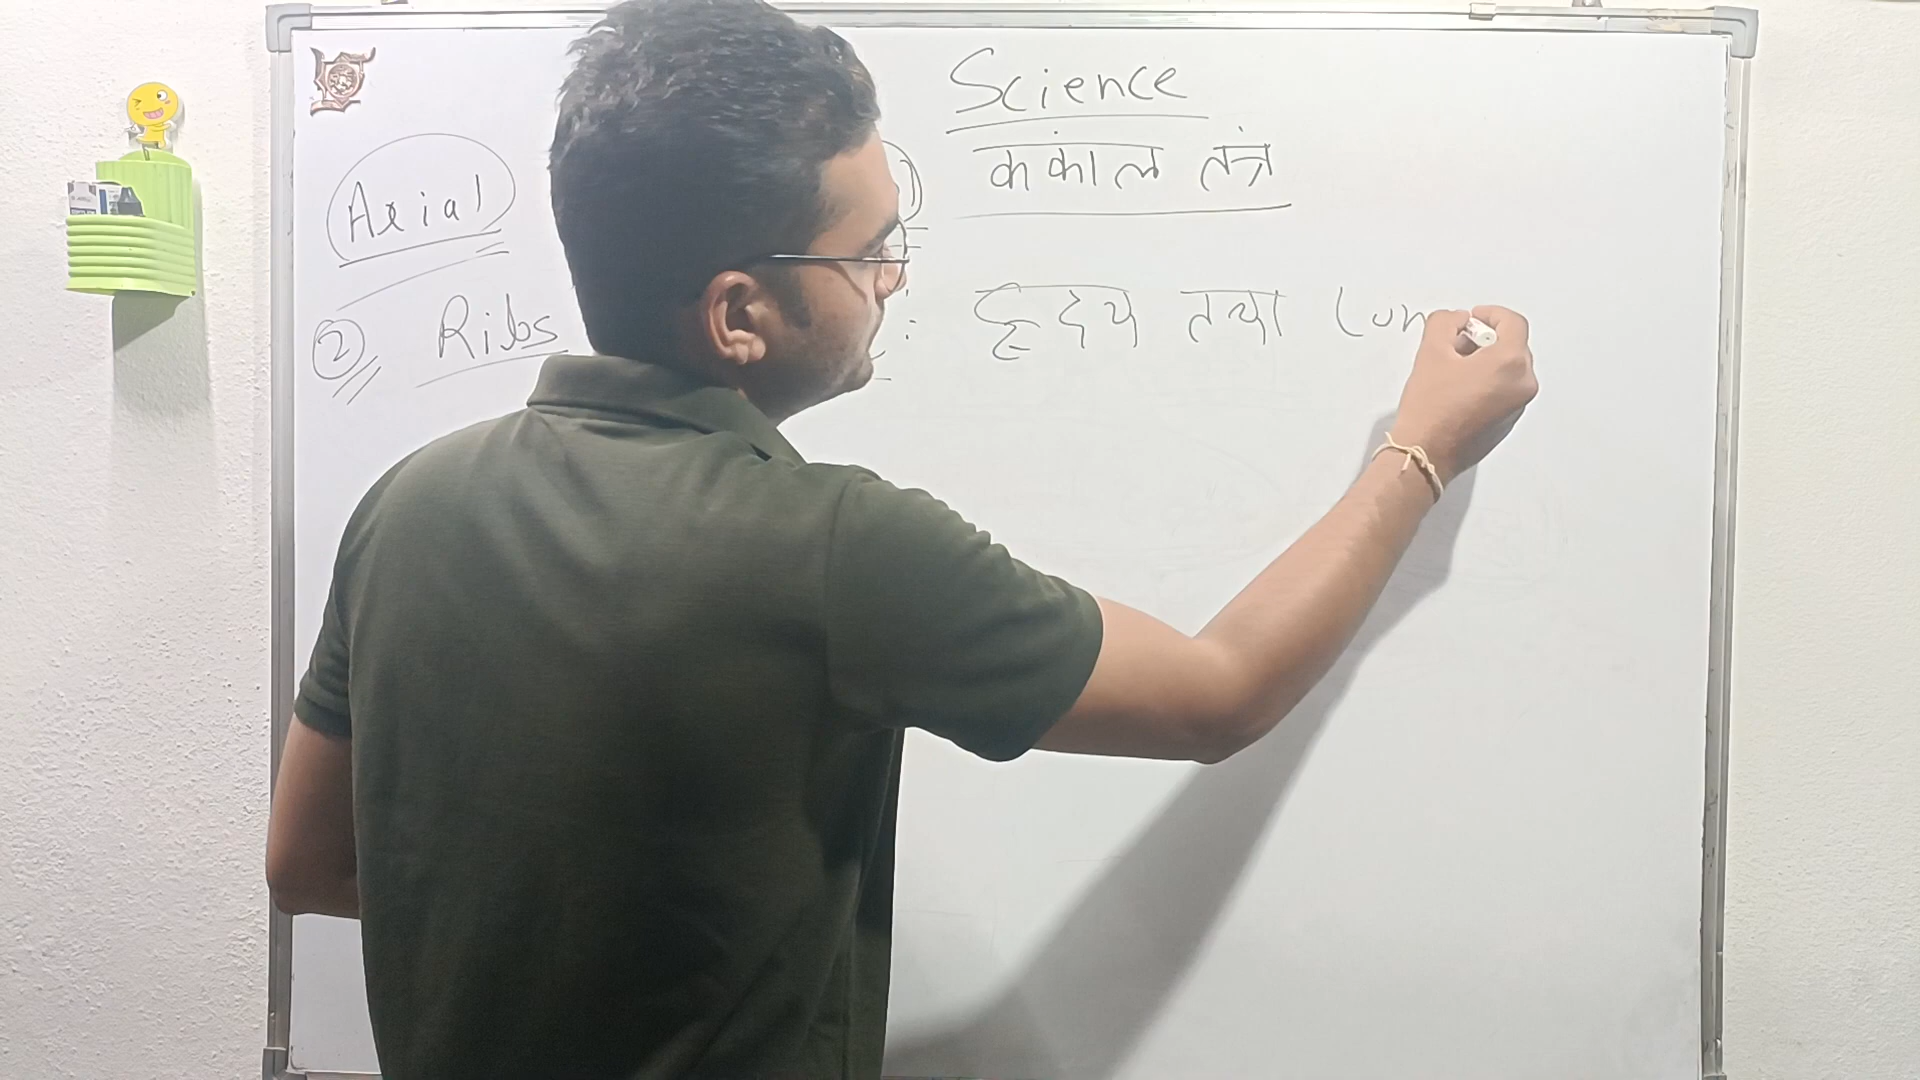 Science
कंकाल तंत्र
Axial
② Ribs : हृदय तथा Lun